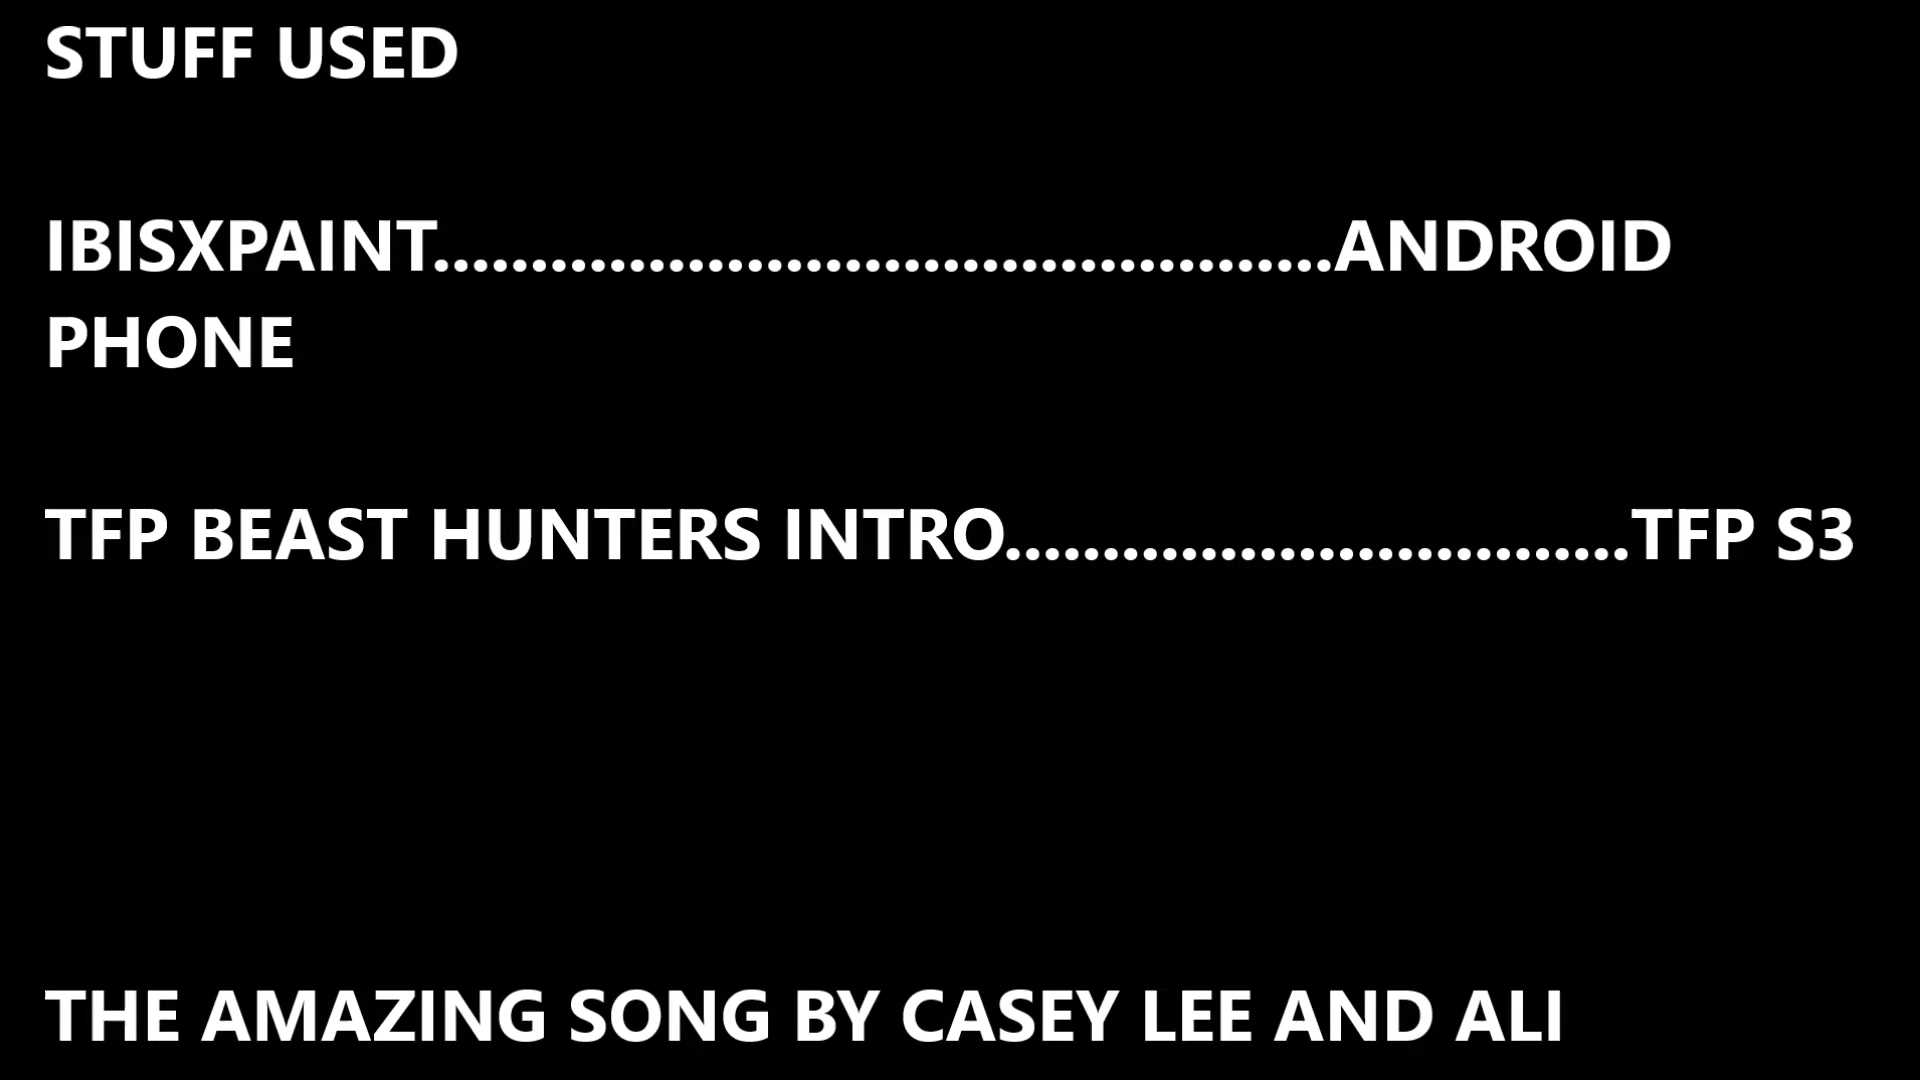 STUFF USED
IBISXPAINT..............................................ANDROID
PHONE
TFP BEAST HUNTERS INTRO................................TFP S3
THE AMAZING SONG BY CASEY LEE AND ALI